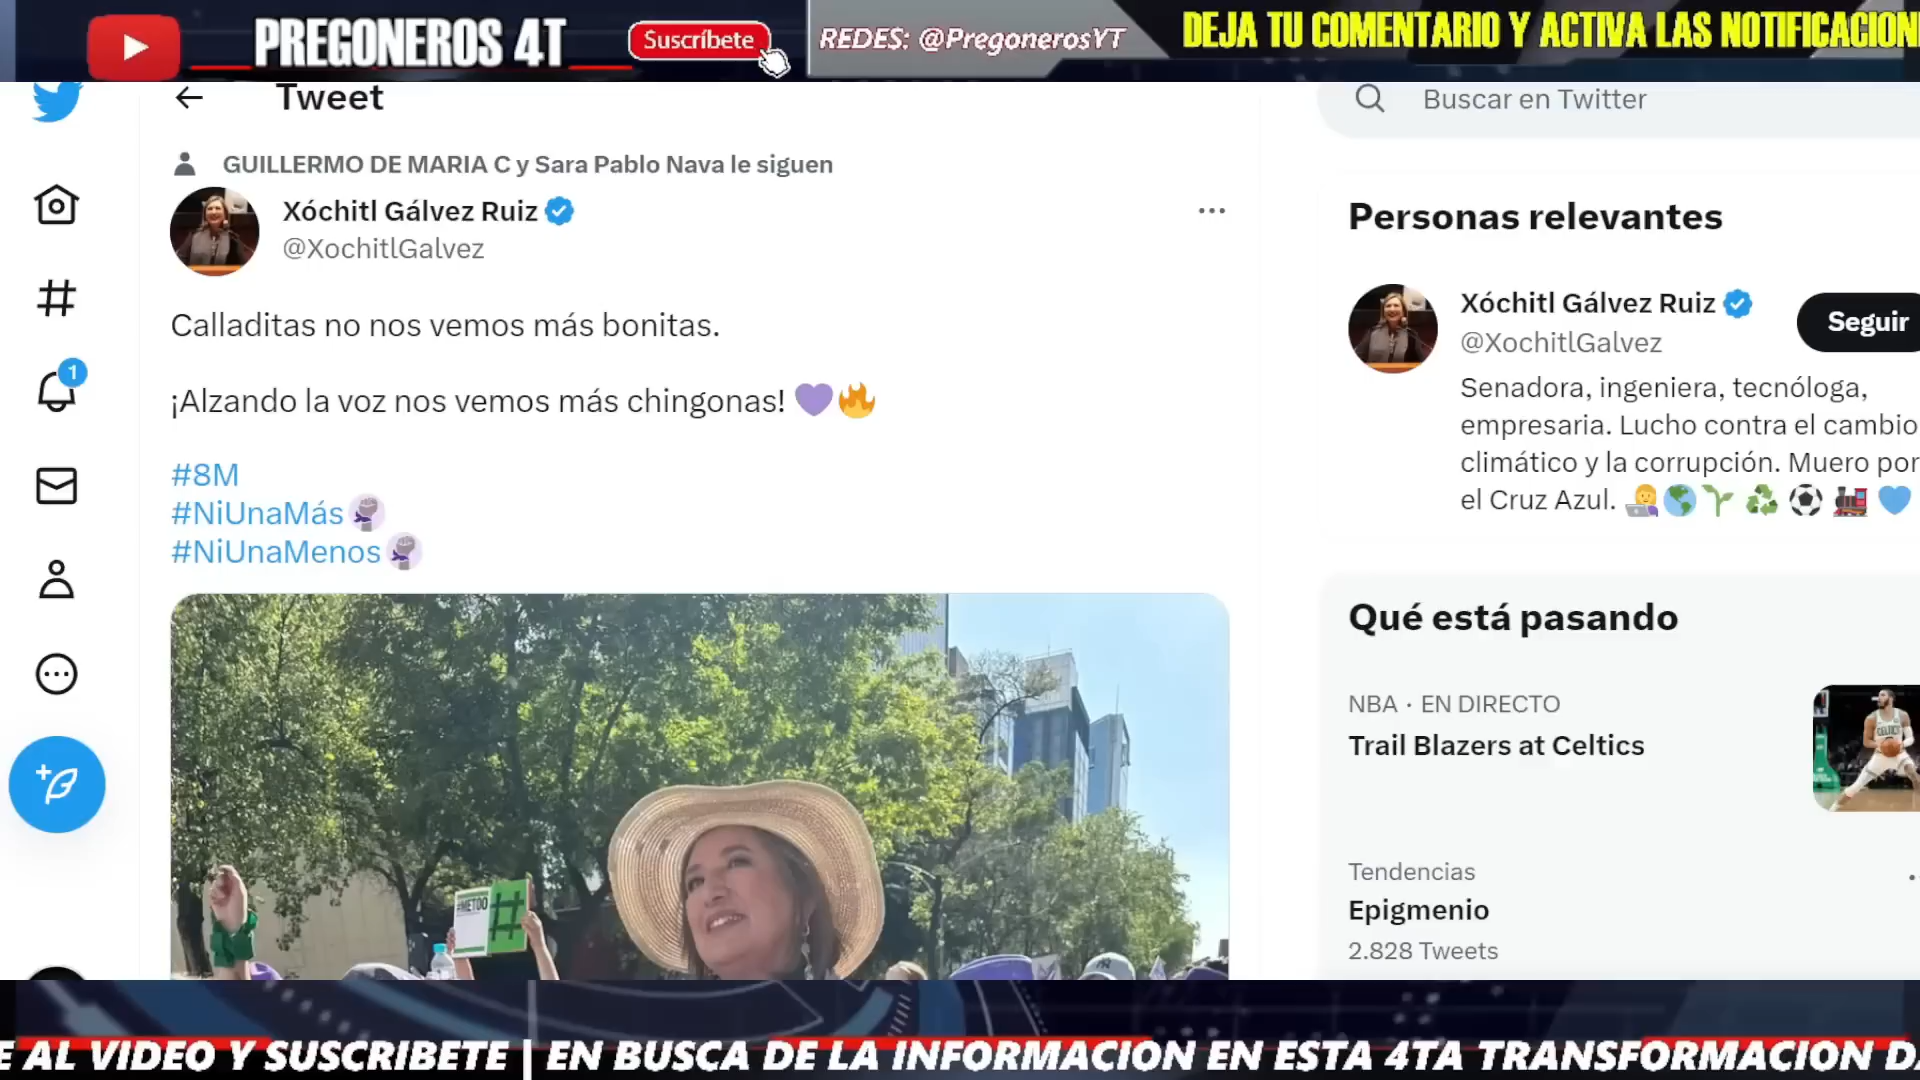 PREGONEROS 4T
Suscríbete
REDES: @PregonerosYT
DEJA TU COMENTARIO Y ACTIVA LAS NOTIFICACION
Tweet
Buscar en Twitter
GUILLERMO DE MARIA C y Sara Pablo Nava le siguen
Xóchitl Gálvez Ruiz
@XochitlGalvez
Calladitas no nos vemos más bonitas.
¡Alzando la voz nos vemos más chingonas! 💜🔥
#8M
#NiUnaMás
#NiUnaMenos
#METOO
#
1
Personas relevantes
Xóchitl Gálvez Ruiz
@XochitlGalvez
Seguir
Senadora, ingeniera, tecnóloga,
empresaria. Lucho contra el cambio
climático y la corrupción. Muero por
el Cruz Azul. 👩‍💻🌎🌱♻️⚽🚂💙
Qué está pasando
NBA · EN DIRECTO
Trail Blazers at Celtics
Tendencias
Epigmenio
2.828 Tweets
E AL VIDEO Y SUSCRIBETE | EN BUSCA DE LA INFORMACION EN ESTA 4TA TRANSFORMACION D